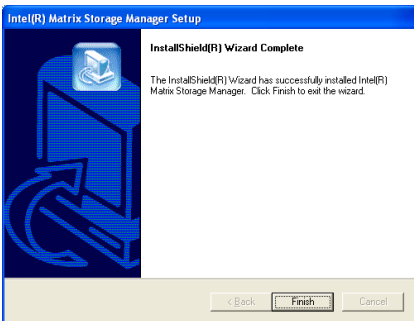 Intel(R) Matrix Storage Manager Setup
InstallShield(R) Wizard Complete
The InstallShield(R) Wizard has successfully installed Intel(R)
Matrix Storage Manager. Click Finish to exit the wizard.
< Back Finish Cancel